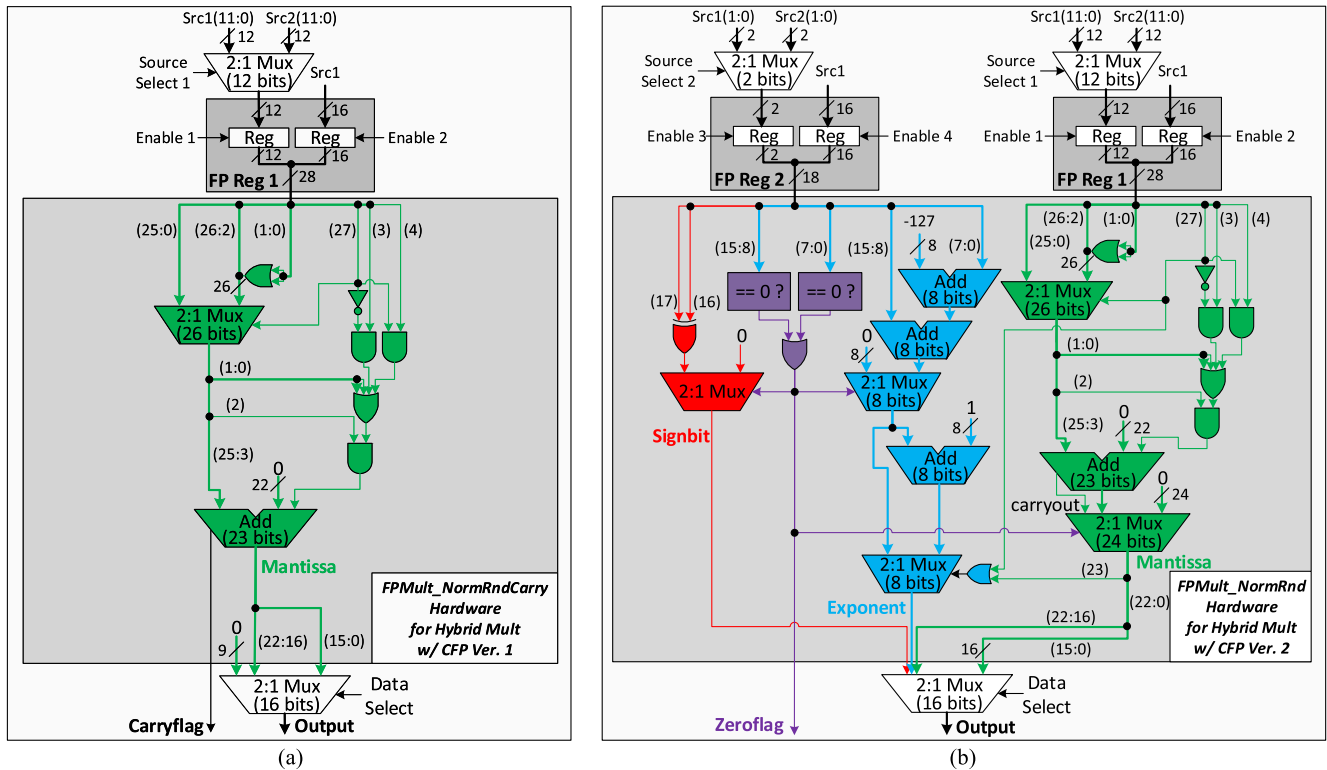 Src1(11:0) Src2(11:0)
12 12
Source
Select 1
2:1 Mux
(12 bits)
Src1
12 16
Enable 1
Reg
Reg
Enable 2
12 16
FP Reg 1
28
(25:0)
(26:2)
(1:0)
(27)
(3)
(4)
26
2:1 Mux
(26 bits)
(1:0)
(2)
(25:3)
0
22
Add
(23 bits)
Mantissa
FPMult_NormRndCarry
Hardware
for Hybrid Mult
w/ CFP Ver. 1
0
9
(22:16)
(15:0)
2:1 Mux
(16 bits)
Data
Select
Carryflag
Output
(a)
Src1(1:0) Src2(1:0)
2 2
Source
Select 2
2:1 Mux
(2 bits)
Src1
2 16
Enable 3
Reg
Reg
Enable 4
2 16
FP Reg 2
18
Src1(11:0) Src2(11:0)
12 12
Source
Select 1
2:1 Mux
(12 bits)
Src1
12 16
Enable 1
Reg
Reg
Enable 2
12 16
FP Reg 1
28
(15:8)
(7:0)
(15:8)
-127
8
(7:0)
(17)
(16)
== 0 ?
== 0 ?
Add
(8 bits)
Add
(8 bits)
0
0
8
2:1 Mux
2:1 Mux
(8 bits)
Signbit
1
8
Add
(8 bits)
2:1 Mux
(8 bits)
Exponent
(26:2)
(1:0)
(27)
(3)
(4)
(25:0)
26
2:1 Mux
(26 bits)
(1:0)
(2)
(25:3)
0
22
Add
(23 bits)
carryout
0
24
2:1 Mux
(24 bits)
Mantissa
(23)
(22:0)
(22:16)
16
(15:0)
FPMult_NormRnd
Hardware
for Hybrid Mult
w/ CFP Ver. 2
2:1 Mux
(16 bits)
Data
Select
Zeroflag
Output
(b)